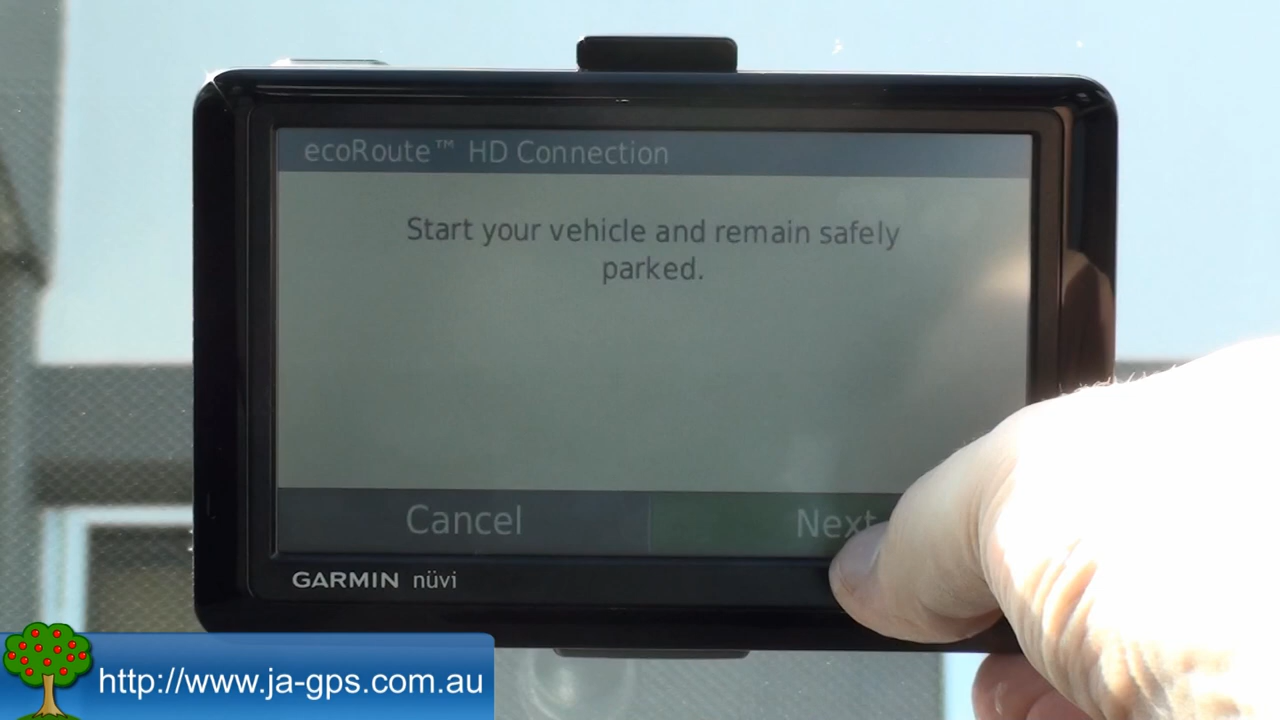 ecoRoute™ HD Connection
Start your vehicle and remain safely
parked.
Cancel
Next
GARMIN nüvi
http://www.ja-gps.com.au